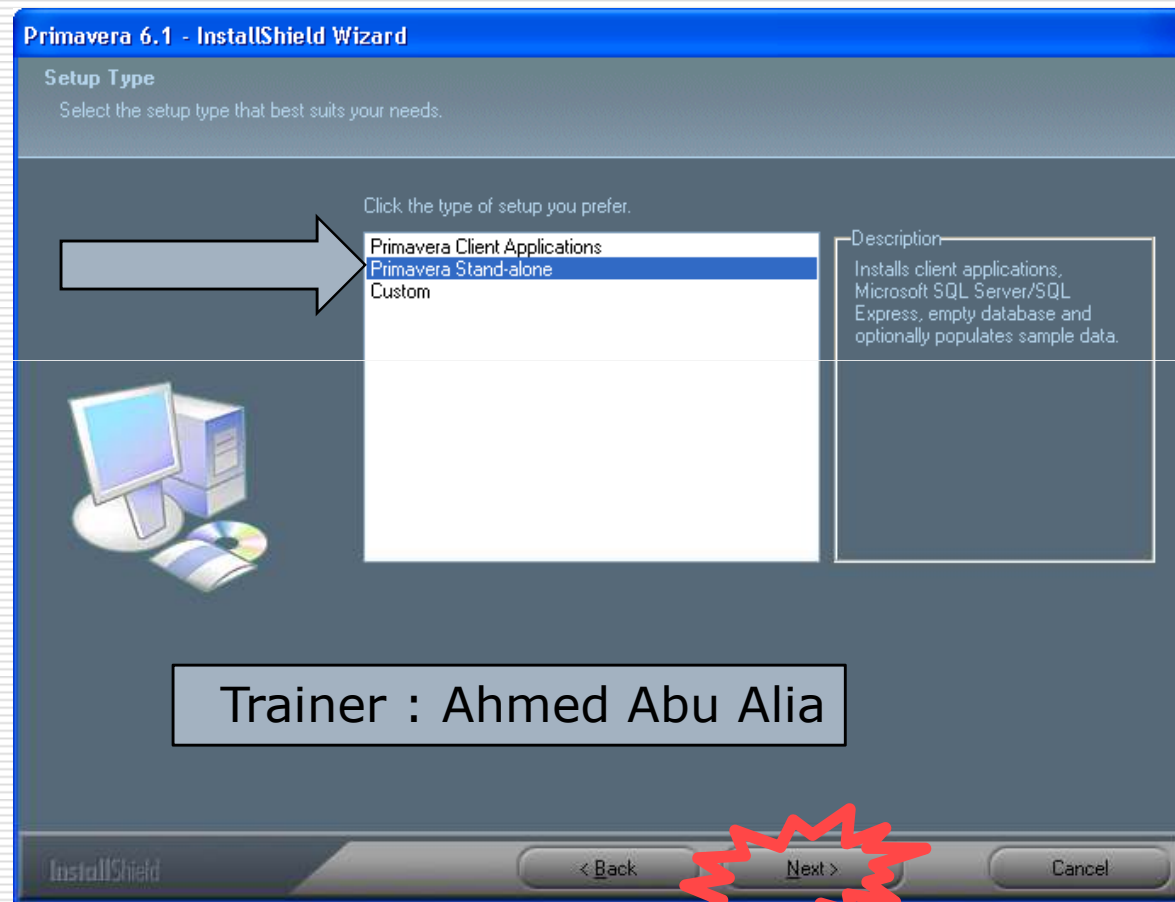 Primavera 6.1 - InstallShield Wizard
Setup Type
Select the setup type that best suits your needs.
Click the type of setup you prefer.
Primavera Client Applications
Primavera Stand-alone
Custom
Description
Installs client applications,
Microsoft SQL Server/SQL
Express, empty database and
optionally populates sample data.
Trainer : Ahmed Abu Alia
InstallShield
< Back
Next >
Cancel